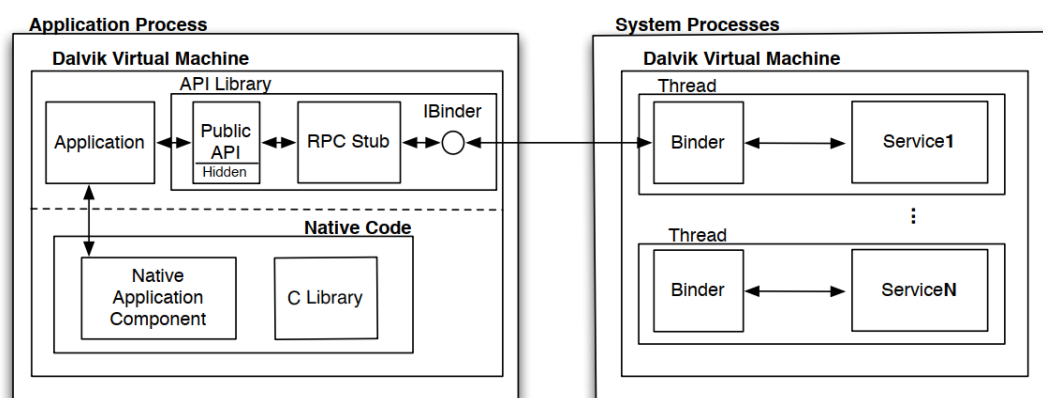 Application Process
Dalvik Virtual Machine
API Library
Application
Public
API
Hidden
RPC Stub
IBinder
Native Code
Native
Application
Component
C Library
System Processes
Dalvik Virtual Machine
Thread
Binder
Service1
⋮
Thread
Binder
ServiceN